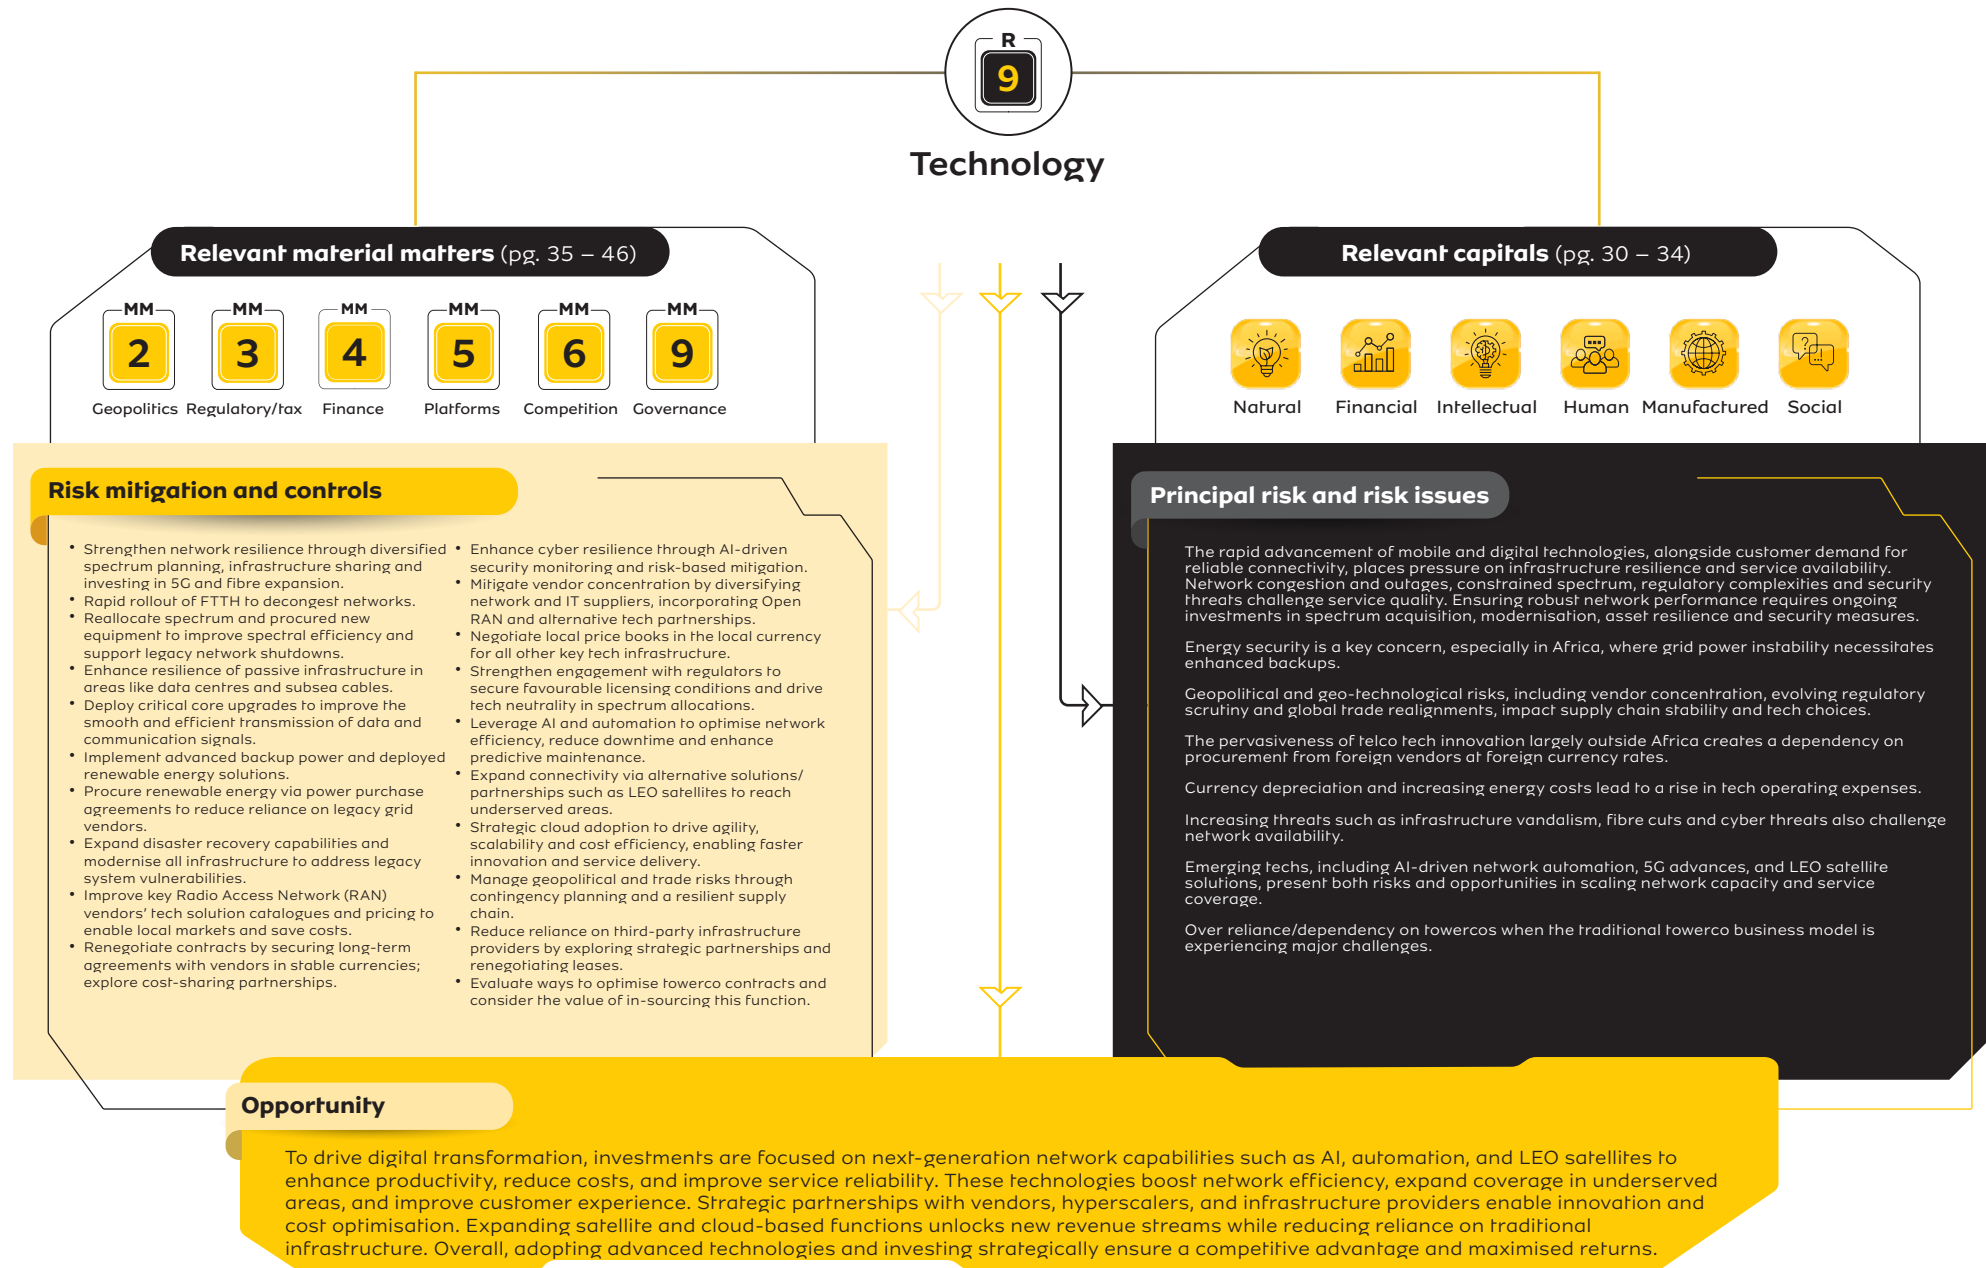 R
9
Technology
Relevant material matters (pg. 35 – 46)
MM
2
Geopolitics
MM
3
Regulatory/tax
MM
4
Finance
MM
5
Platforms
MM
6
Competition
MM
9
Governance
Relevant capitals (pg. 30 – 34)
Natural
Financial
Intellectual
Human
Manufactured
Social
Risk mitigation and controls
• Strengthen network resilience through diversified
spectrum planning, infrastructure sharing and
investing in 5G and fibre expansion.
• Rapid rollout of FTTH to decongest networks.
• Reallocate spectrum and procured new
equipment to improve spectral efficiency and
support legacy network shutdowns.
• Enhance resilience of passive infrastructure in
areas like data centres and subsea cables.
• Deploy critical core upgrades to improve the
smooth and efficient transmission of data and
communication signals.
• Implement advanced backup power and deployed
renewable energy solutions.
• Procure renewable energy via power purchase
agreements to reduce reliance on legacy grid
vendors.
• Expand disaster recovery capabilities and
modernise all infrastructure to address legacy
system vulnerabilities.
• Improve key Radio Access Network (RAN)
vendors' tech solution catalogues and pricing to
enable local markets and save costs.
• Renegotiate contracts by securing long-term
agreements with vendors in stable currencies;
explore cost-sharing partnerships.
• Enhance cyber resilience through AI-driven
security monitoring and risk-based mitigation.
• Mitigate vendor concentration by diversifying
network and IT suppliers, incorporating Open
RAN and alternative tech partnerships.
• Negotiate local price books in the local currency
for all other key tech infrastructure.
• Strengthen engagement with regulators to
secure favourable licensing conditions and drive
tech neutrality in spectrum allocations.
• Leverage AI and automation to optimise network
efficiency, reduce downtime and enhance
predictive maintenance.
• Expand connectivity via alternative solutions/
partnerships such as LEO satellites to reach
underserved areas.
• Strategic cloud adoption to drive agility,
scalability and cost efficiency, enabling faster
innovation and service delivery.
• Manage geopolitical and trade risks through
contingency planning and a resilient supply
chain.
• Reduce reliance on third-party infrastructure
providers by exploring strategic partnerships and
renegotiating leases.
• Evaluate ways to optimise towerco contracts and
consider the value of in-sourcing this function.
Principal risk and risk issues
The rapid advancement of mobile and digital technologies, alongside customer demand for
reliable connectivity, places pressure on infrastructure resilience and service availability.
Network congestion and outages, constrained spectrum, regulatory complexities and security
threats challenge service quality. Ensuring robust network performance requires ongoing
investments in spectrum acquisition, modernisation, asset resilience and security measures.
Energy security is a key concern, especially in Africa, where grid power instability necessitates
enhanced backups.
Geopolitical and geo-technological risks, including vendor concentration, evolving regulatory
scrutiny and global trade realignments, impact supply chain stability and tech choices.
The pervasiveness of telco tech innovation largely outside Africa creates a dependency on
procurement from foreign vendors at foreign currency rates.
Currency depreciation and increasing energy costs lead to a rise in tech operating expenses.
Increasing threats such as infrastructure vandalism, fibre cuts and cyber threats also challenge
network availability.
Emerging techs, including AI-driven network automation, 5G advances, and LEO satellite
solutions, present both risks and opportunities in scaling network capacity and service
coverage.
Over reliance/dependency on towercos when the traditional towerco business model is
experiencing major challenges.
Opportunity
To drive digital transformation, investments are focused on next-generation network capabilities such as AI, automation, and LEO satellites to
enhance productivity, reduce costs, and improve service reliability. These technologies boost network efficiency, expand coverage in underserved
areas, and improve customer experience. Strategic partnerships with vendors, hyperscalers, and infrastructure providers enable innovation and
cost optimisation. Expanding satellite and cloud-based functions unlocks new revenue streams while reducing reliance on traditional
infrastructure. Overall, adopting advanced technologies and investing strategically ensure a competitive advantage and maximised returns.